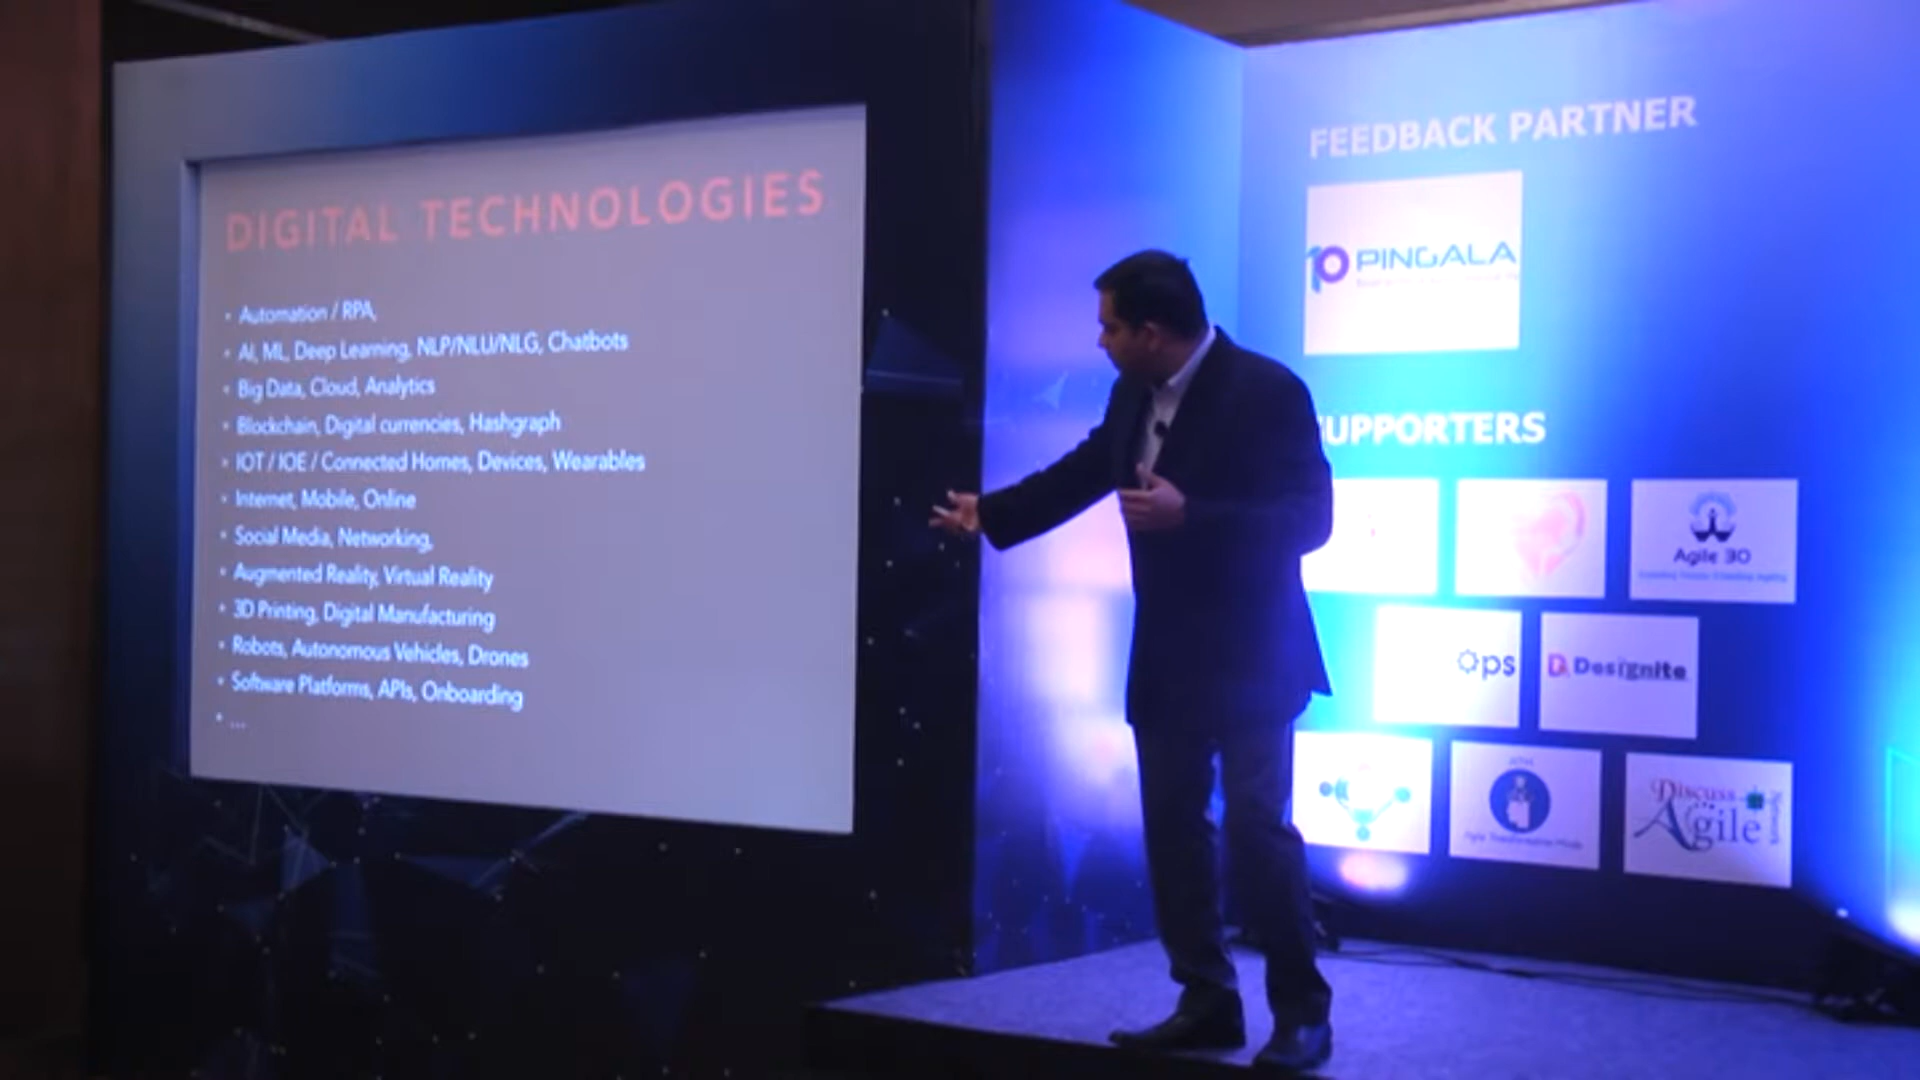 DIGITAL TECHNOLOGIES
• Automation / RPA,
• AI, ML, Deep Learning, NLP/NLU/NLG, Chatbots
• Big Data, Cloud, Analytics
• Blockchain, Digital currencies, Hashgraph
• IOT / IOE / Connected Homes, Devices, Wearables
• Internet, Mobile, Online
• Social Media, Networking,
• Augmented Reality, Virtual Reality
• 3D Printing, Digital Manufacturing
• Robots, Autonomous Vehicles, Drones
• Software Platforms, APIs, Onboarding
• ...
FEEDBACK PARTNER
PINGALA
UPPORTERS
Agile 30
Ops
Designite
Discuss
Agile
Network